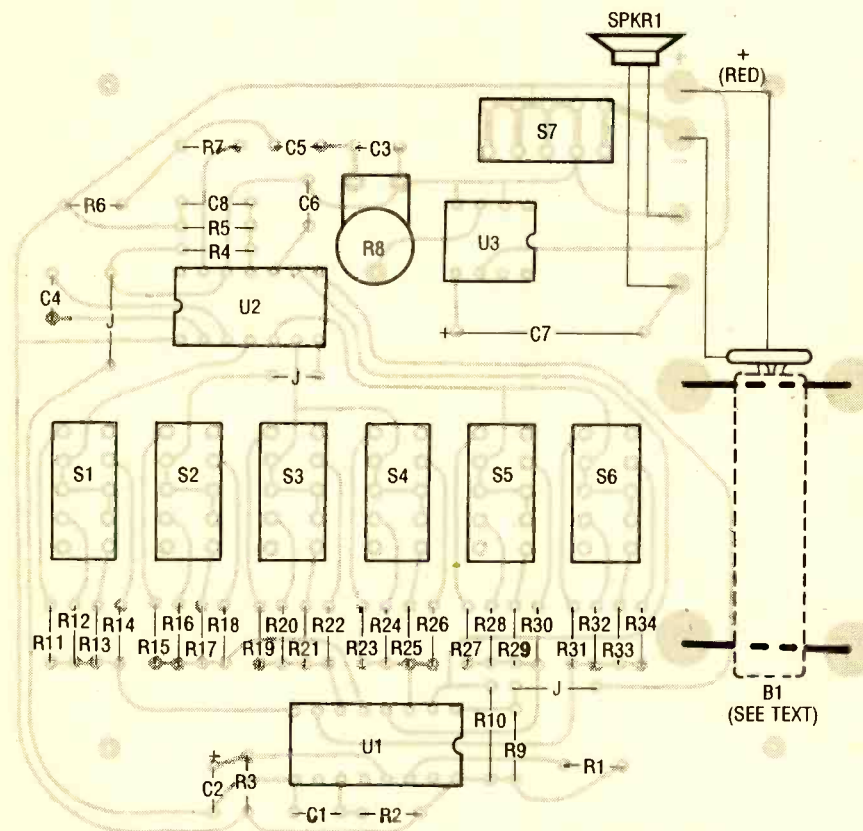 SPKR1
+
+
(RED)
S7
R7
C5
C3
-
R6
C8
R5
R4
C6
R8
U3
C4
J
U2
+
C7
J
S1
S2
S3
S4
S5
S6
R12
R14
R16
R18
R20
R22
R24
R26
R28
R30
R32
R34
R11
R13
R15
R17
R19
R21
R23
R25
R27
R29
R31
R33
J
B1
(SEE TEXT)
R10
U1
R9
+
C2
R3
R1
C1
R2